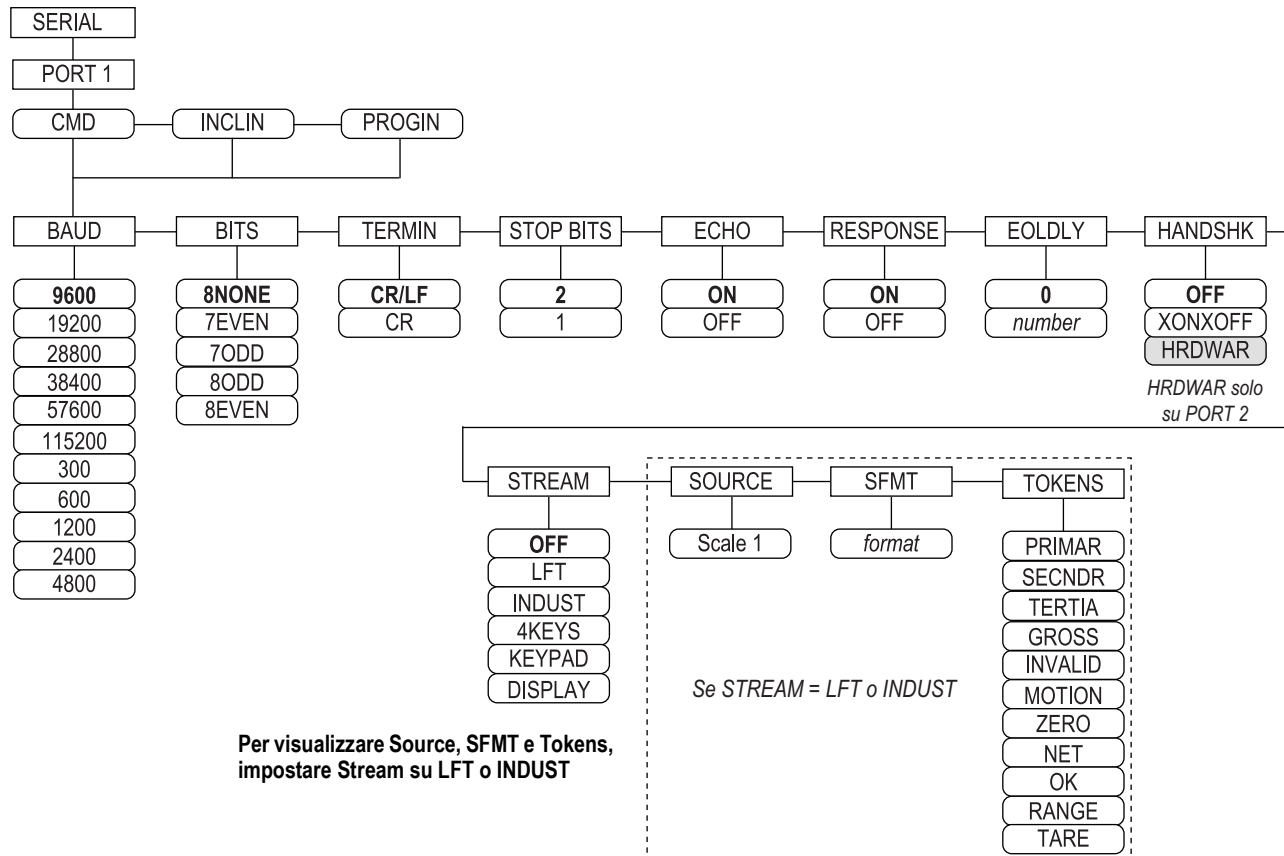 SERIAL
PORT 1
CMD INCLIN PROGIN
BAUD BITS TERMIN STOP BITS ECHO RESPONSE EOLDLY HANDSHK
9600 8NONE CR/LF 2 ON ON 0 OFF
19200 7EVEN CR 1 OFF OFF number XONXOFF
28800 7ODD HRDWAR
38400 8ODD HRDWAR solo
57600 8EVEN su PORT 2
115200
300
600
1200
2400
4800
STREAM SOURCE SFMT TOKENS
OFF Scale 1 format PRIMAR
LFT SECNDR
INDUST TERTIA
4KEYS GROSS
KEYPAD INVALID
DISPLAY Se STREAM = LFT o INDUST MOTION
ZERO
NET
OK
RANGE
TARE
Per visualizzare Source, SFMT e Tokens,
impostare Stream su LFT o INDUST